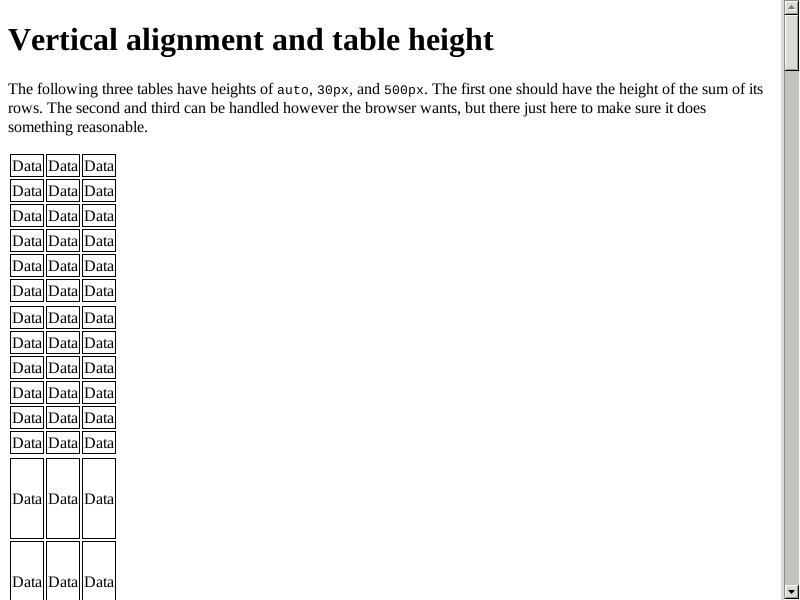 Vertical alignment and table height
The following three tables have heights of auto, 30px, and 500px. The first one should have the height of the sum of its
rows. The second and third can be handled however the browser wants, but there just here to make sure it does
something reasonable.
Data Data Data
Data Data Data
Data Data Data
Data Data Data
Data Data Data
Data Data Data
Data Data Data
Data Data Data
Data Data Data
Data Data Data
Data Data Data
Data Data Data
Data Data Data
Data Data Data